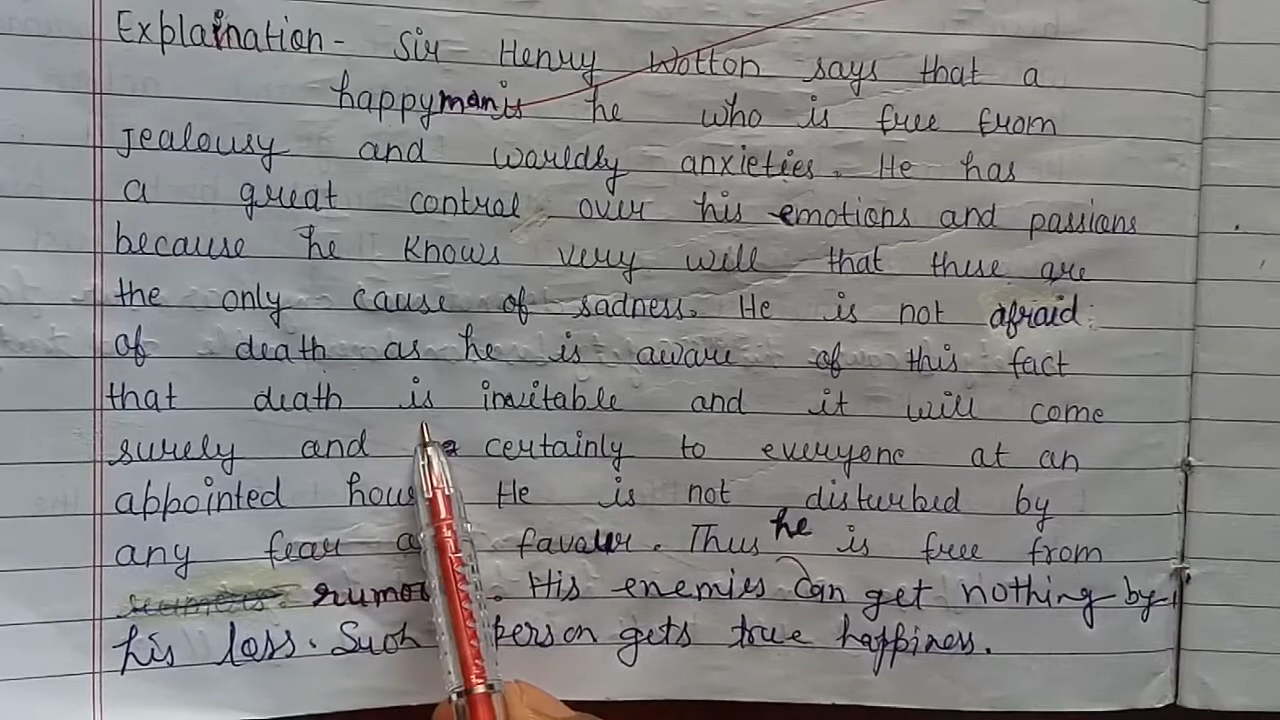 Explaination - Sir Henry Wotton says that a
happyman is he who is free from
Jealousy and worldly anxieties. He has
a great control over his emotions and passions
because he knows very well that these are
the only cause of sadness. He is not afraid
of death as he is aware of this fact
that death is invitable and it will come
surely and certainly to everyone at an
appointed He is not disturbed by
any fear favour. Thus he is free from
His enemies can get nothing by
his loss. Such person gets true happiness.